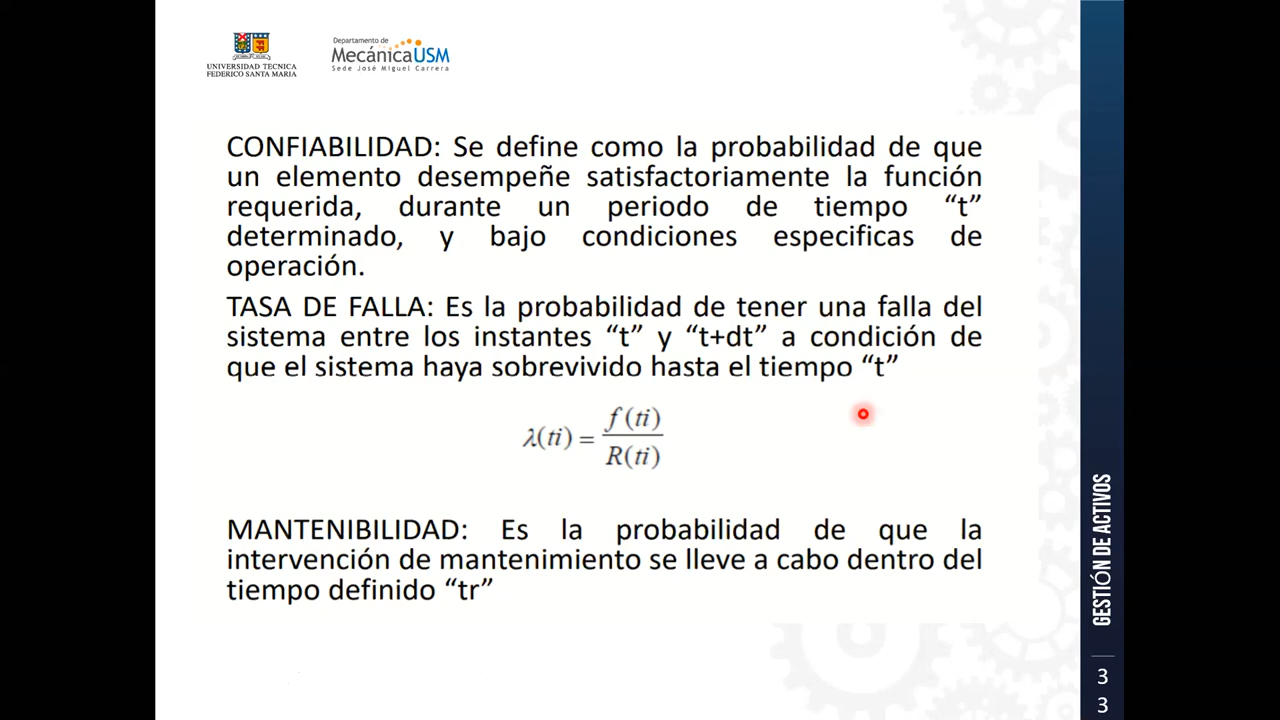 UNIVERSIDAD TECNICA
FEDERICO SANTA MARIA
Departamento de
MecánicaUSM
Sede José Miguel Carrera
CONFIABILIDAD: Se define como la probabilidad de que
un elemento desempeñe satisfactoriamente la función
requerida, durante un periodo de tiempo “t”
determinado, y bajo condiciones especificas de
operación.
TASA DE FALLA: Es la probabilidad de tener una falla del
sistema entre los instantes “t” y “t+dt” a condición de
que el sistema haya sobrevivido hasta el tiempo “t”
λ(ti) = f(ti) / R(ti)
MANTENIBILIDAD: Es la probabilidad de que la
intervención de mantenimiento se lleve a cabo dentro del
tiempo definido “tr”
GESTIÓN DE ACTIVOS
3
3